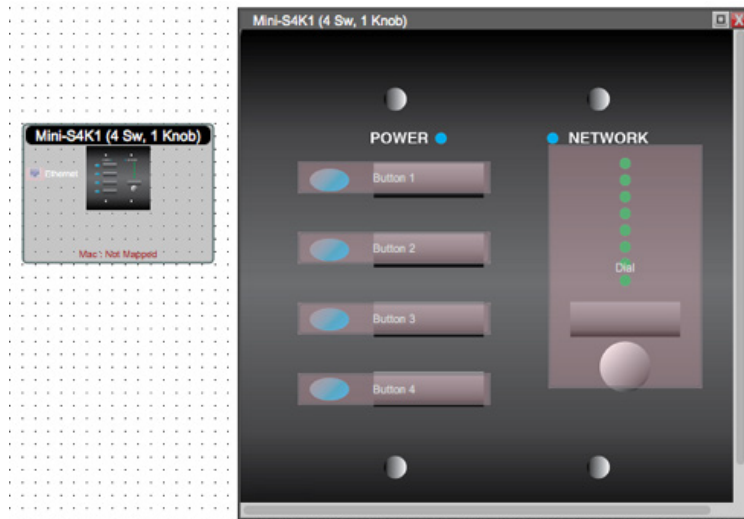 Mini-S4K1 (4 Sw, 1 Knob)
Ethernet
Mac : Not Mapped
Mini-S4K1 (4 Sw, 1 Knob)
X
POWER
NETWORK
Button 1
Button 2
Button 3
Button 4
Dial